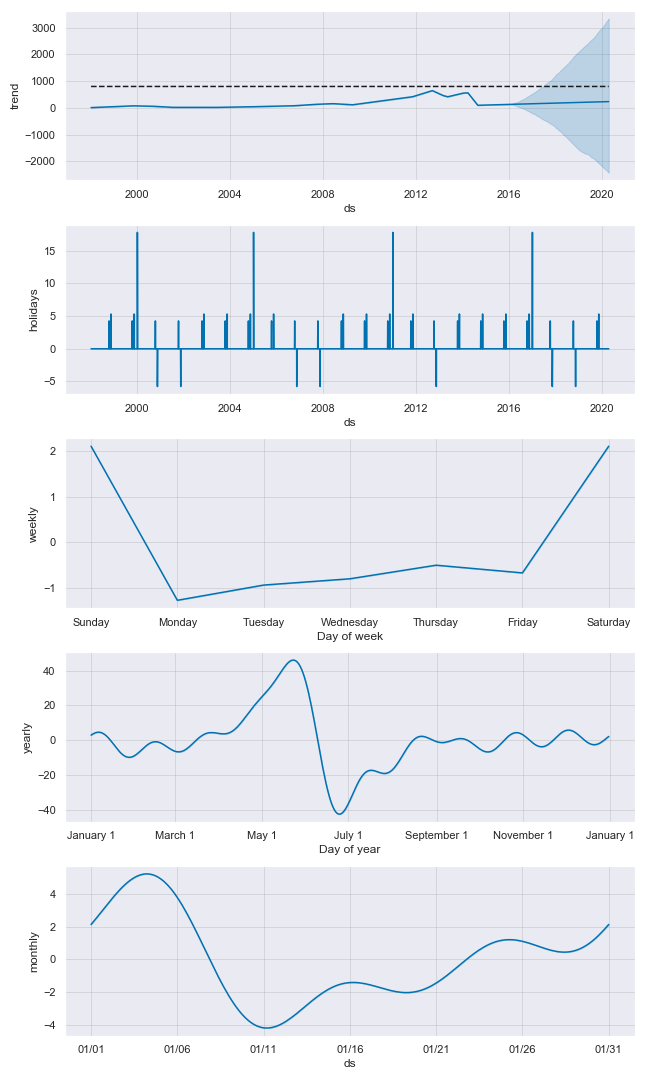 trend
3000
2000
1000
0
−1000
−2000
2000 2004 2008 2012 2016 2020
ds
holidays
15
10
5
0
−5
2000 2004 2008 2012 2016 2020
ds
weekly
2
1
0
−1
Sunday Monday Tuesday Wednesday Thursday Friday Saturday
Day of week
yearly
40
20
0
−20
−40
January 1 March 1 May 1 July 1 September 1 November 1 January 1
Day of year
monthly
4
2
0
−2
−4
01/01 01/06 01/11 01/16 01/21 01/26 01/31
ds